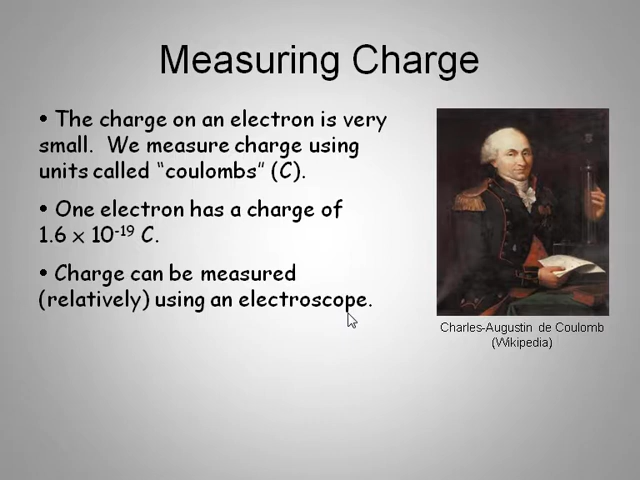 Measuring Charge
• The charge on an electron is very
small.  We measure charge using
units called “coulombs” (C).
• One electron has a charge of
1.6 x 10⁻¹⁹ C.
• Charge can be measured
(relatively) using an electroscope.
Charles-Augustin de Coulomb
(Wikipedia)